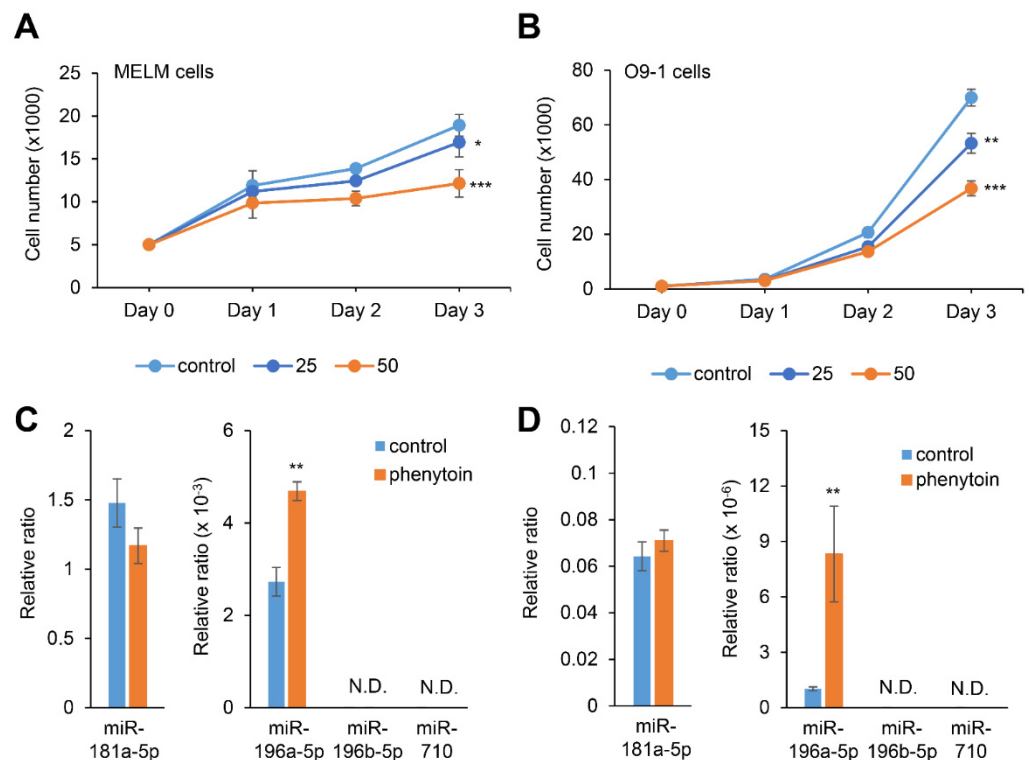 A
MELM cells
Cell number (x1000)
25
20
15
10
5
0
*
***
Day 0 Day 1 Day 2 Day 3
control 25 50
B
O9-1 cells
Cell number (x1000)
80
60
40
20
0
**
***
Day 0 Day 1 Day 2 Day 3
control 25 50
C
Relative ratio
2
1.5
1
0.5
0
miR-
181a-5p
Relative ratio (x 10-3)
6
4
2
0
control
phenytoin
**
N.D. N.D.
miR- miR- miR-
196a-5p 196b-5p 710
D
Relative ratio
0.12
0.1
0.08
0.06
0.04
0.02
0
miR-
181a-5p
Relative ratio (x 10-6)
15
12
9
6
3
0
control
phenytoin
**
N.D. N.D.
miR- miR- miR-
196a-5p 196b-5p 710